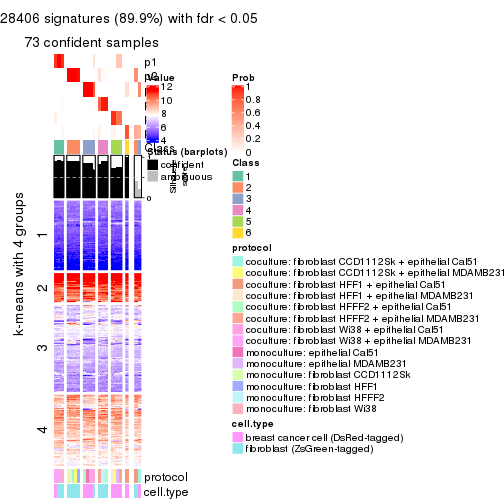 28406 signatures (89.9%) with fdr < 0.05
73 confident samples
p1
p2
Value
12
10
8
6
4
Prob
1
0.8
0.6
0.4
0.2
0
Class
Status (barplots)
confident
ambiguous
Silhouette
score
0
Class
1
2
3
4
5
6
k-means with 4 groups
1
2
3
4
protocol
coculture: fibroblast CCD1112Sk + epithelial Cal51
coculture: fibroblast CCD1112Sk + epithelial MDAMB231
coculture: fibroblast HFF1 + epithelial Cal51
coculture: fibroblast HFF1 + epithelial MDAMB231
coculture: fibroblast HFFF2 + epithelial Cal51
coculture: fibroblast HFFF2 + epithelial MDAMB231
coculture: fibroblast Wi38 + epithelial Cal51
coculture: fibroblast Wi38 + epithelial MDAMB231
monoculture: epithelial Cal51
monoculture: epithelial MDAMB231
monoculture: fibroblast CCD1112Sk
monoculture: fibroblast HFF1
monoculture: fibroblast HFFF2
monoculture: fibroblast Wi38
cell.type
breast cancer cell (DsRed-tagged)
fibroblast (ZsGreen-tagged)
protocol
cell.type